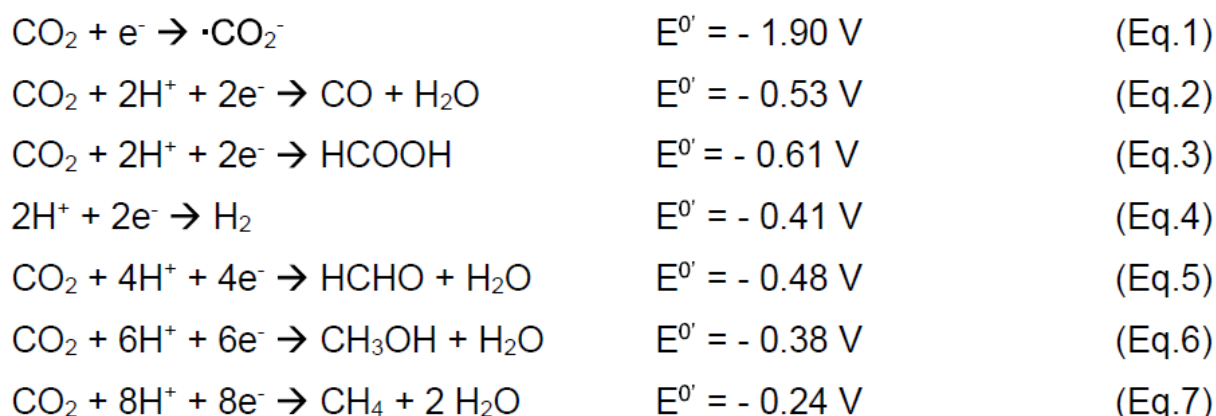 CO₂ + e⁻ → ·CO₂⁻ E⁰' = - 1.90 V (Eq.1)
CO₂ + 2H⁺ + 2e⁻ → CO + H₂O E⁰' = - 0.53 V (Eq.2)
CO₂ + 2H⁺ + 2e⁻ → HCOOH E⁰' = - 0.61 V (Eq.3)
2H⁺ + 2e⁻ → H₂ E⁰' = - 0.41 V (Eq.4)
CO₂ + 4H⁺ + 4e⁻ → HCHO + H₂O E⁰' = - 0.48 V (Eq.5)
CO₂ + 6H⁺ + 6e⁻ → CH₃OH + H₂O E⁰' = - 0.38 V (Eq.6)
CO₂ + 8H⁺ + 8e⁻ → CH₄ + 2 H₂O E⁰' = - 0.24 V (Eq.7)